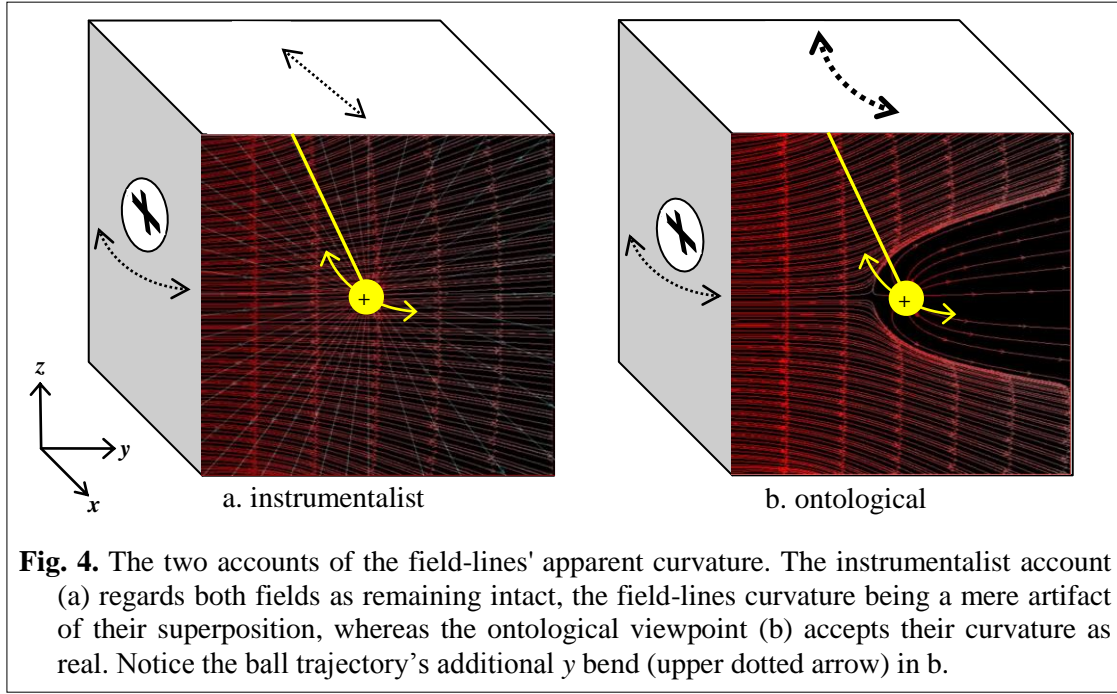 X
X
+
+
z
y
x
a. instrumentalist
b. ontological
Fig. 4. The two accounts of the field-lines' apparent curvature. The instrumentalist account
(a) regards both fields as remaining intact, the field-lines curvature being a mere artifact
of their superposition, whereas the ontological viewpoint (b) accepts their curvature as
real. Notice the ball trajectory’s additional y bend (upper dotted arrow) in b.